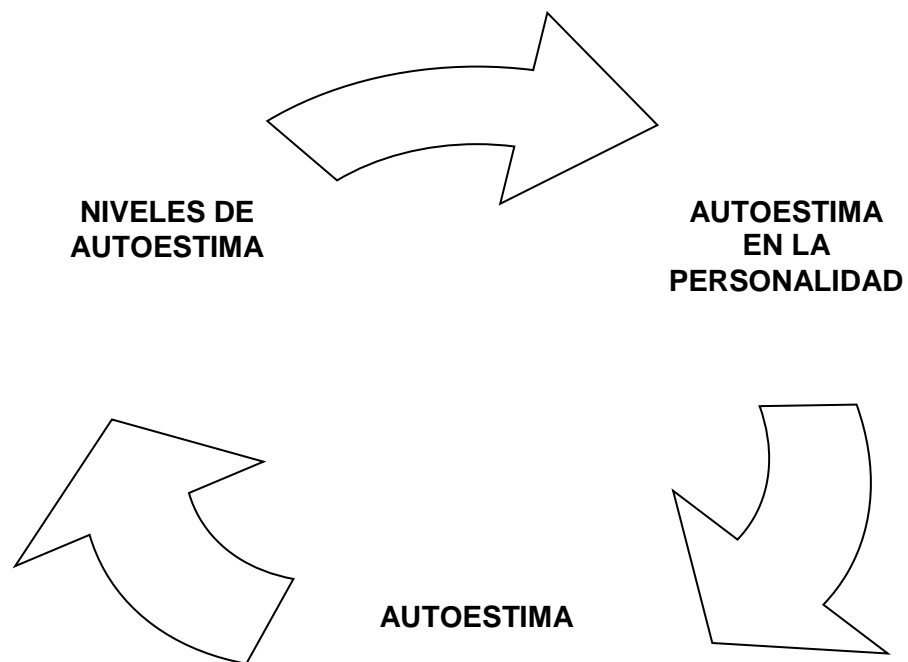 NIVELES DE
AUTOESTIMA
AUTOESTIMA
EN LA
PERSONALIDAD
AUTOESTIMA